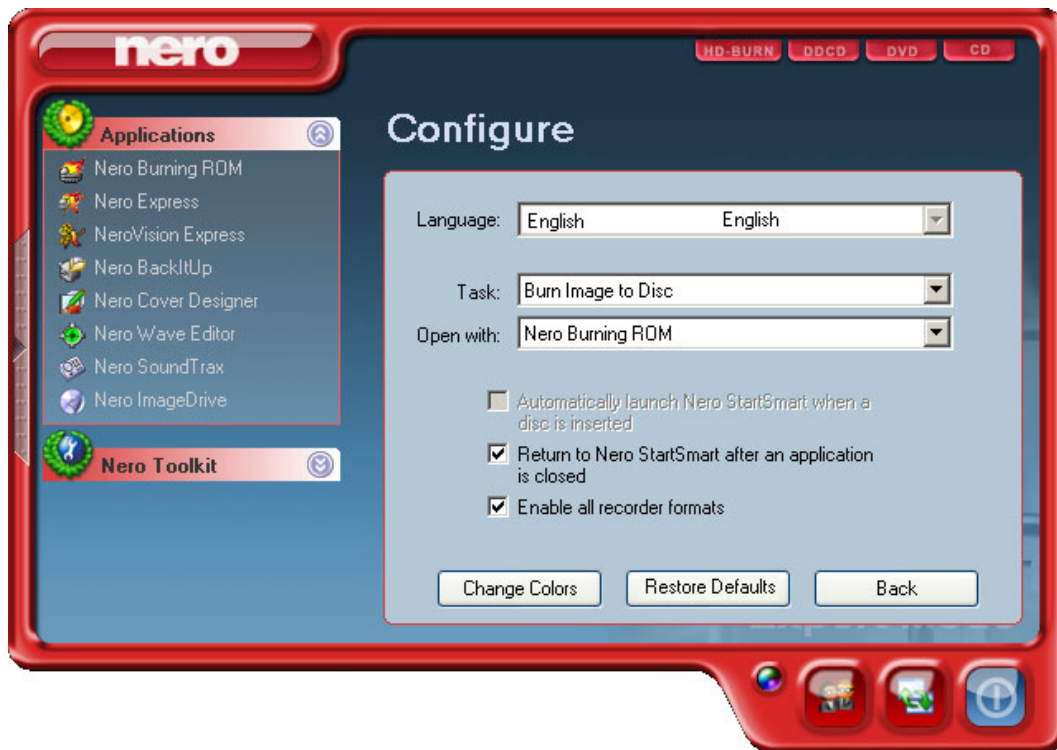 nero
HD-BURN DDCD DVD CD
Applications
Nero Burning ROM
Nero Express
NeroVision Express
Nero BackItUp
Nero Cover Designer
Nero Wave Editor
Nero SoundTrax
Nero ImageDrive
Nero Toolkit
Configure
Language: English English
Task: Burn Image to Disc
Open with: Nero Burning ROM
Automatically launch Nero StartSmart when a
disc is inserted
Return to Nero StartSmart after an application
is closed
Enable all recorder formats
Change Colors Restore Defaults Back